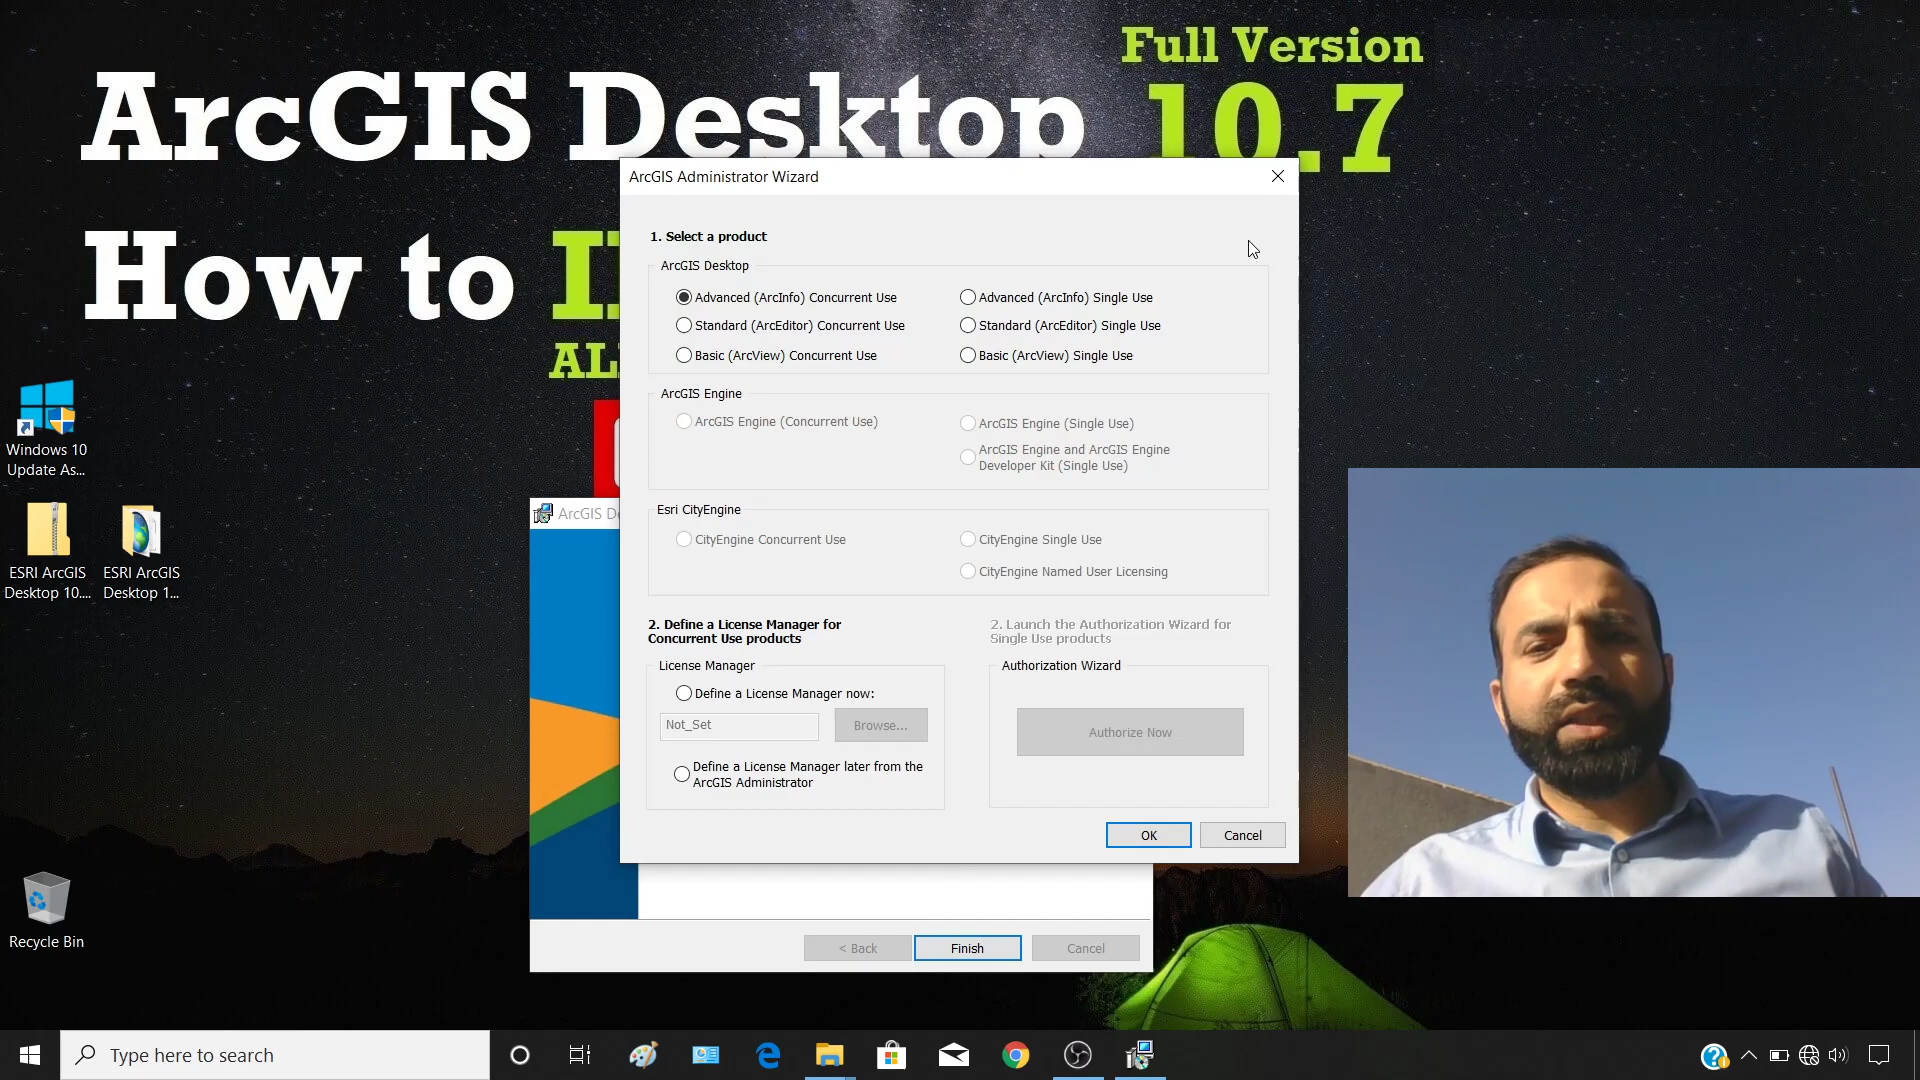 Full Version
ArcGIS Desktop 10.7
How to
ArcGIS Administrator Wizard
1. Select a product
ArcGIS Desktop
Advanced (ArcInfo) Concurrent Use
Advanced (ArcInfo) Single Use
Standard (ArcEditor) Concurrent Use
Standard (ArcEditor) Single Use
Basic (ArcView) Concurrent Use
Basic (ArcView) Single Use
ArcGIS Engine
ArcGIS Engine (Concurrent Use)
ArcGIS Engine (Single Use)
ArcGIS Engine and ArcGIS Engine
Developer Kit (Single Use)
Esri CityEngine
CityEngine Concurrent Use
CityEngine Single Use
CityEngine Named User Licensing
2. Define a License Manager for
Concurrent Use products
2. Launch the Authorization Wizard for
Single Use products
License Manager
Define a License Manager now:
Not_Set
Browse...
Define a License Manager later from the
ArcGIS Administrator
Authorization Wizard
Authorize Now
OK
Cancel
ArcGIS De
< Back
Finish
Cancel
Windows 10
Update As...
ESRI ArcGIS
Desktop 10....
ESRI ArcGIS
Desktop 1...
Recycle Bin
Type here to search